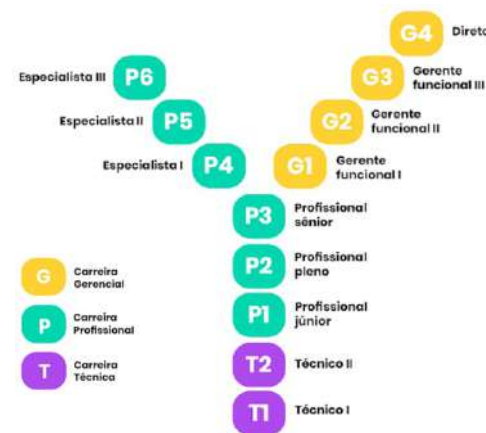 G4 Direto
Especialista III P6 G3 Gerente
funcional III
Especialista II P5 G2 Gerente
funcional II
Especialista I P4 G1 Gerente
funcional I
P3 Profissional
sênior
P2 Profissional
pleno
P1 Profissional
júnior
T2 Técnico II
T1 Técnico I
G Carreira
Gerencial
P Carreira
Profissional
T Carreira
Técnica